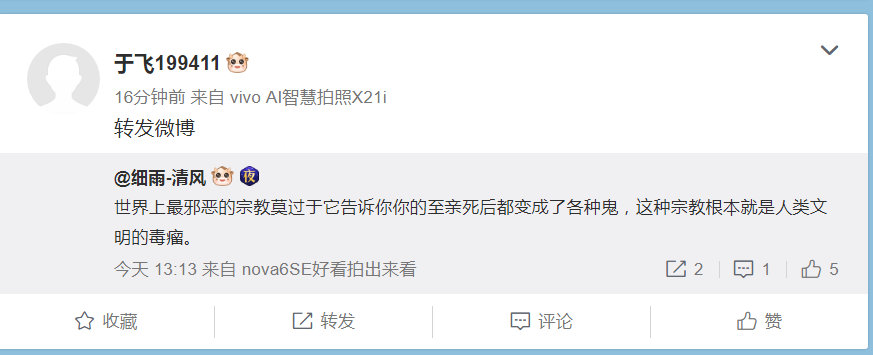 于飞199411
16分钟前 来自 vivo AI智慧拍照X21i
转发微博
@细雨-清风 夜
世界上最邪恶的宗教莫过于它告诉你你的至亲死后都变成了各种鬼，这种宗教根本就是人类文
明的毒瘤。
今天 13:13 来自 nova6SE好看拍出来看 2 1 5
收藏 转发 评论 赞